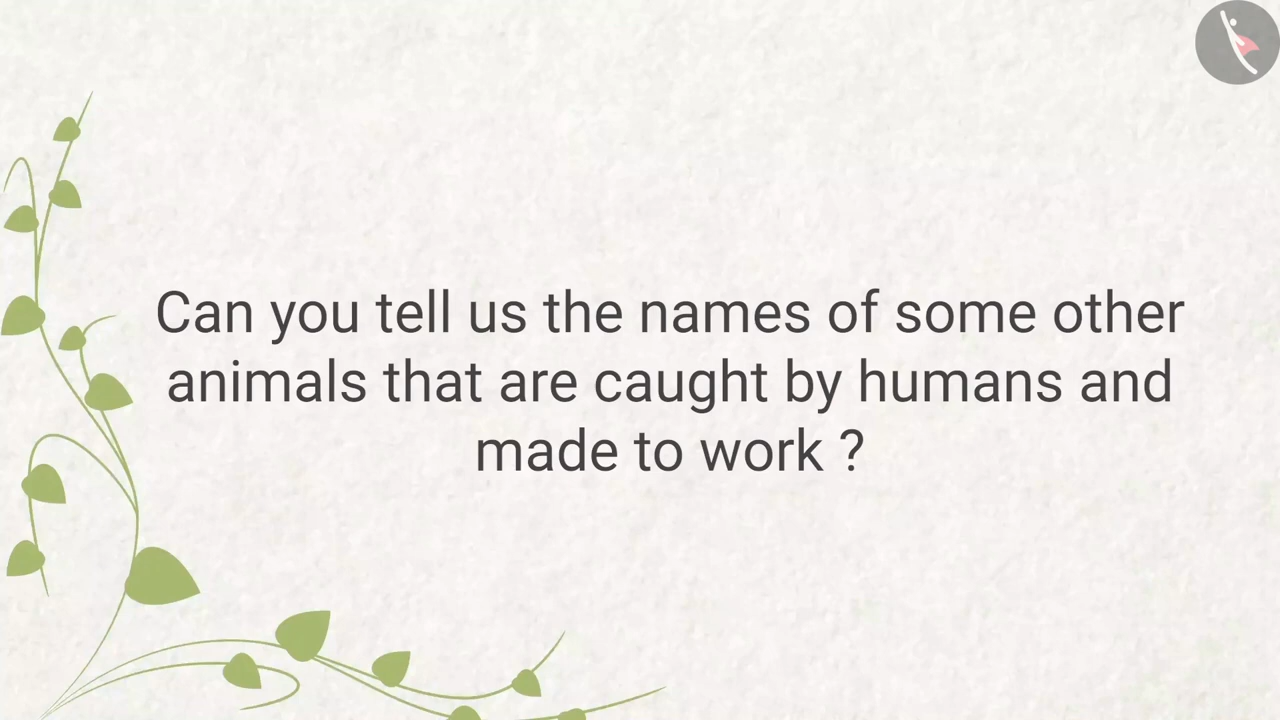 Can you tell us the names of some other
animals that are caught by humans and
made to work ?